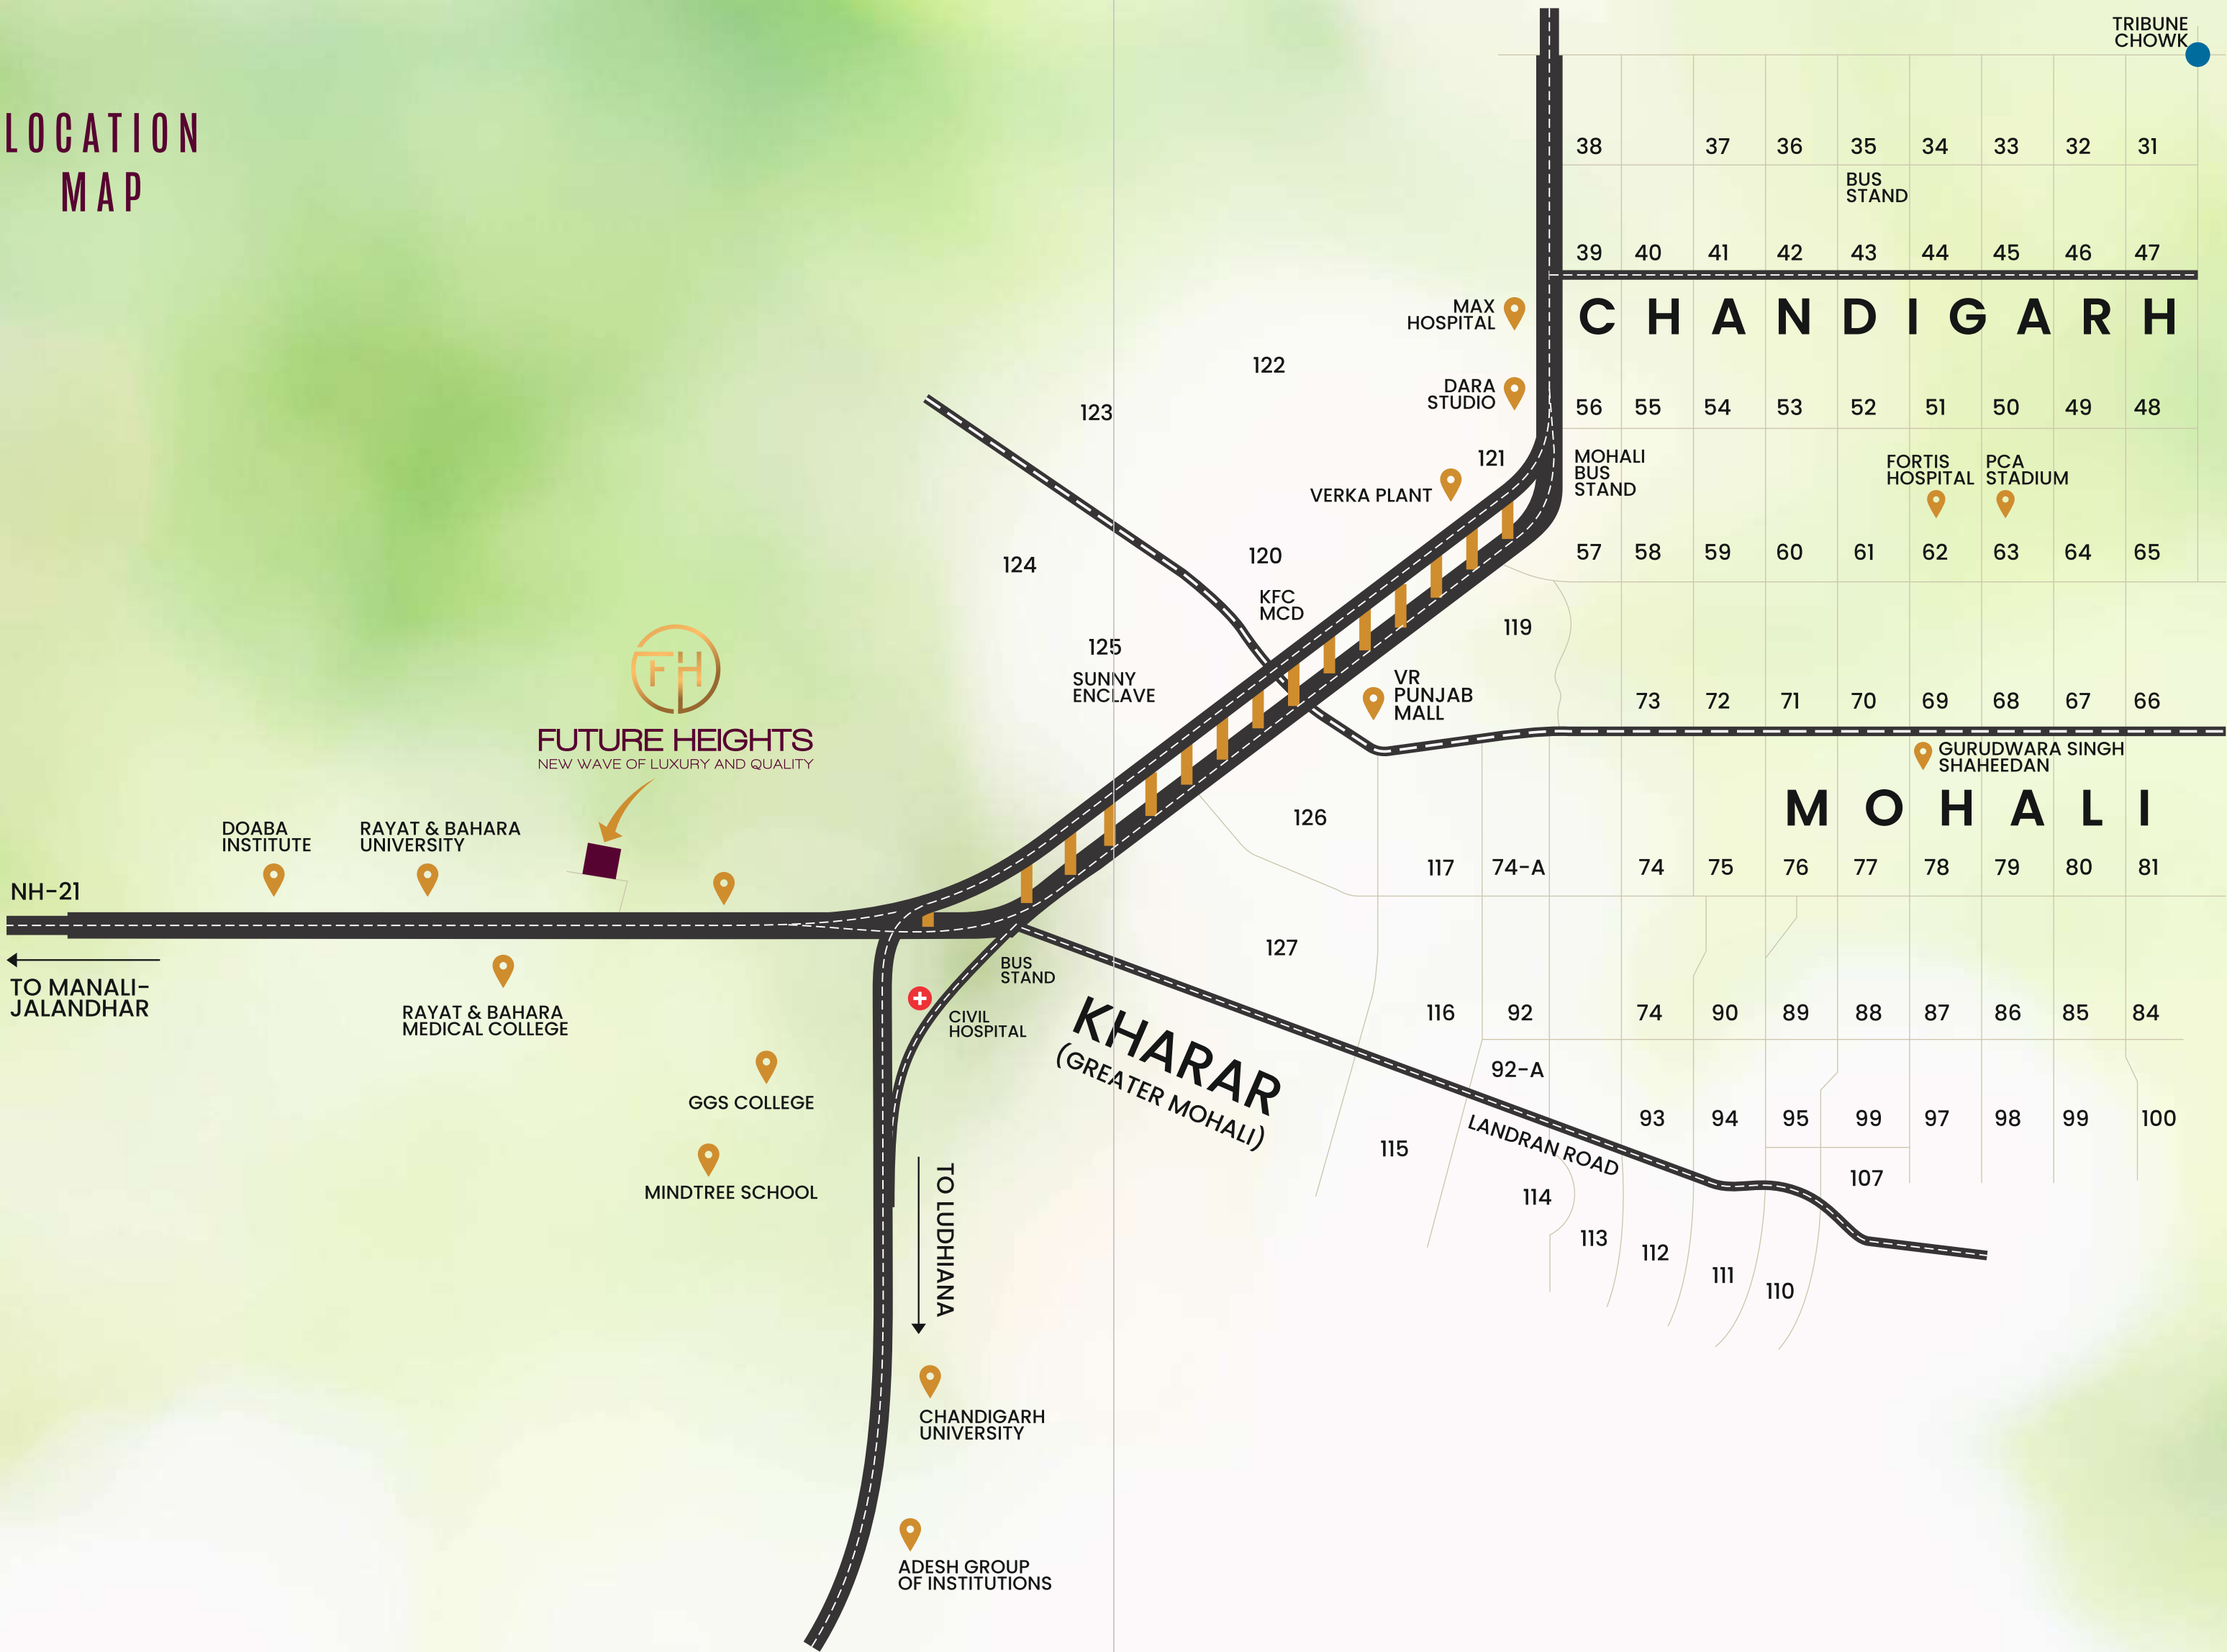 LOCATION
MAP
TRIBUNE
CHOWK
38 37 36 35 34 33 32 31
BUS
STAND
39 40 41 42 43 44 45 46 47
CHANDIGARH
MAX
HOSPITAL
122
DARA
STUDIO
123
56 55 54 53 52 51 50 49 48
121
MOHALI
BUS
STAND
FORTIS
HOSPITAL
PCA
STADIUM
VERKA PLANT
57 58 59 60 61 62 63 64 65
120
124
KFC
MCD
119
125
SUNNY
ENCLAVE
VR
PUNJAB
MALL
73 72 71 70 69 68 67 66
FH
FUTURE HEIGHTS
NEW WAVE OF LUXURY AND QUALITY
GURUDWARA SINGH
SHAHEEDAN
MOHALI
126
DOABA
INSTITUTE
RAYAT & BAHARA
UNIVERSITY
117 74-A 74 75 76 77 78 79 80 81
NH-21
127
BUS
STAND
TO MANALI-
JALANDHAR
RAYAT & BAHARA
MEDICAL COLLEGE
CIVIL
HOSPITAL
KHARAR
(GREATER MOHALI)
116 92 74 90 89 88 87 86 85 84
92-A
GGS COLLEGE
93 94 95 99 97 98 99 100
LANDRAN ROAD
115
107
MINDTREE SCHOOL
114
TO LUDHIANA
113
112
111
110
CHANDIGARH
UNIVERSITY
ADESH GROUP
OF INSTITUTIONS